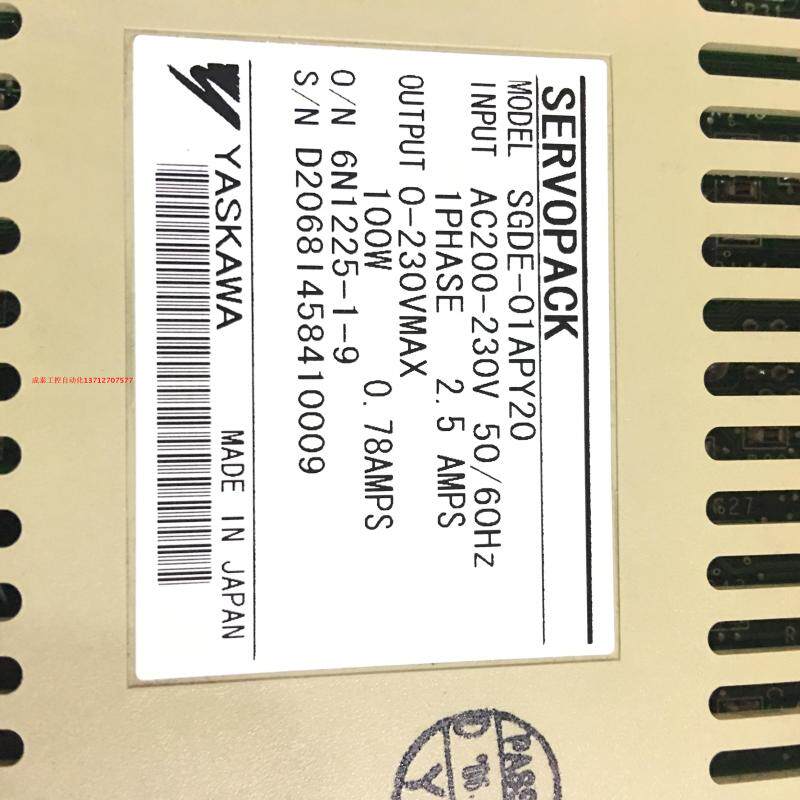 SERVOPACK
MODEL SGDE-01APY20
INPUT AC200-230V 50/60Hz
1PHASE 2.5 AMPS
OUTPUT 0-230VMAX
100W 0.78AMPS
O/N 6N1225-1-9
S/N D20681458410009
YASKAWA MADE IN JAPAN
成泰工控自动化13712707577
627